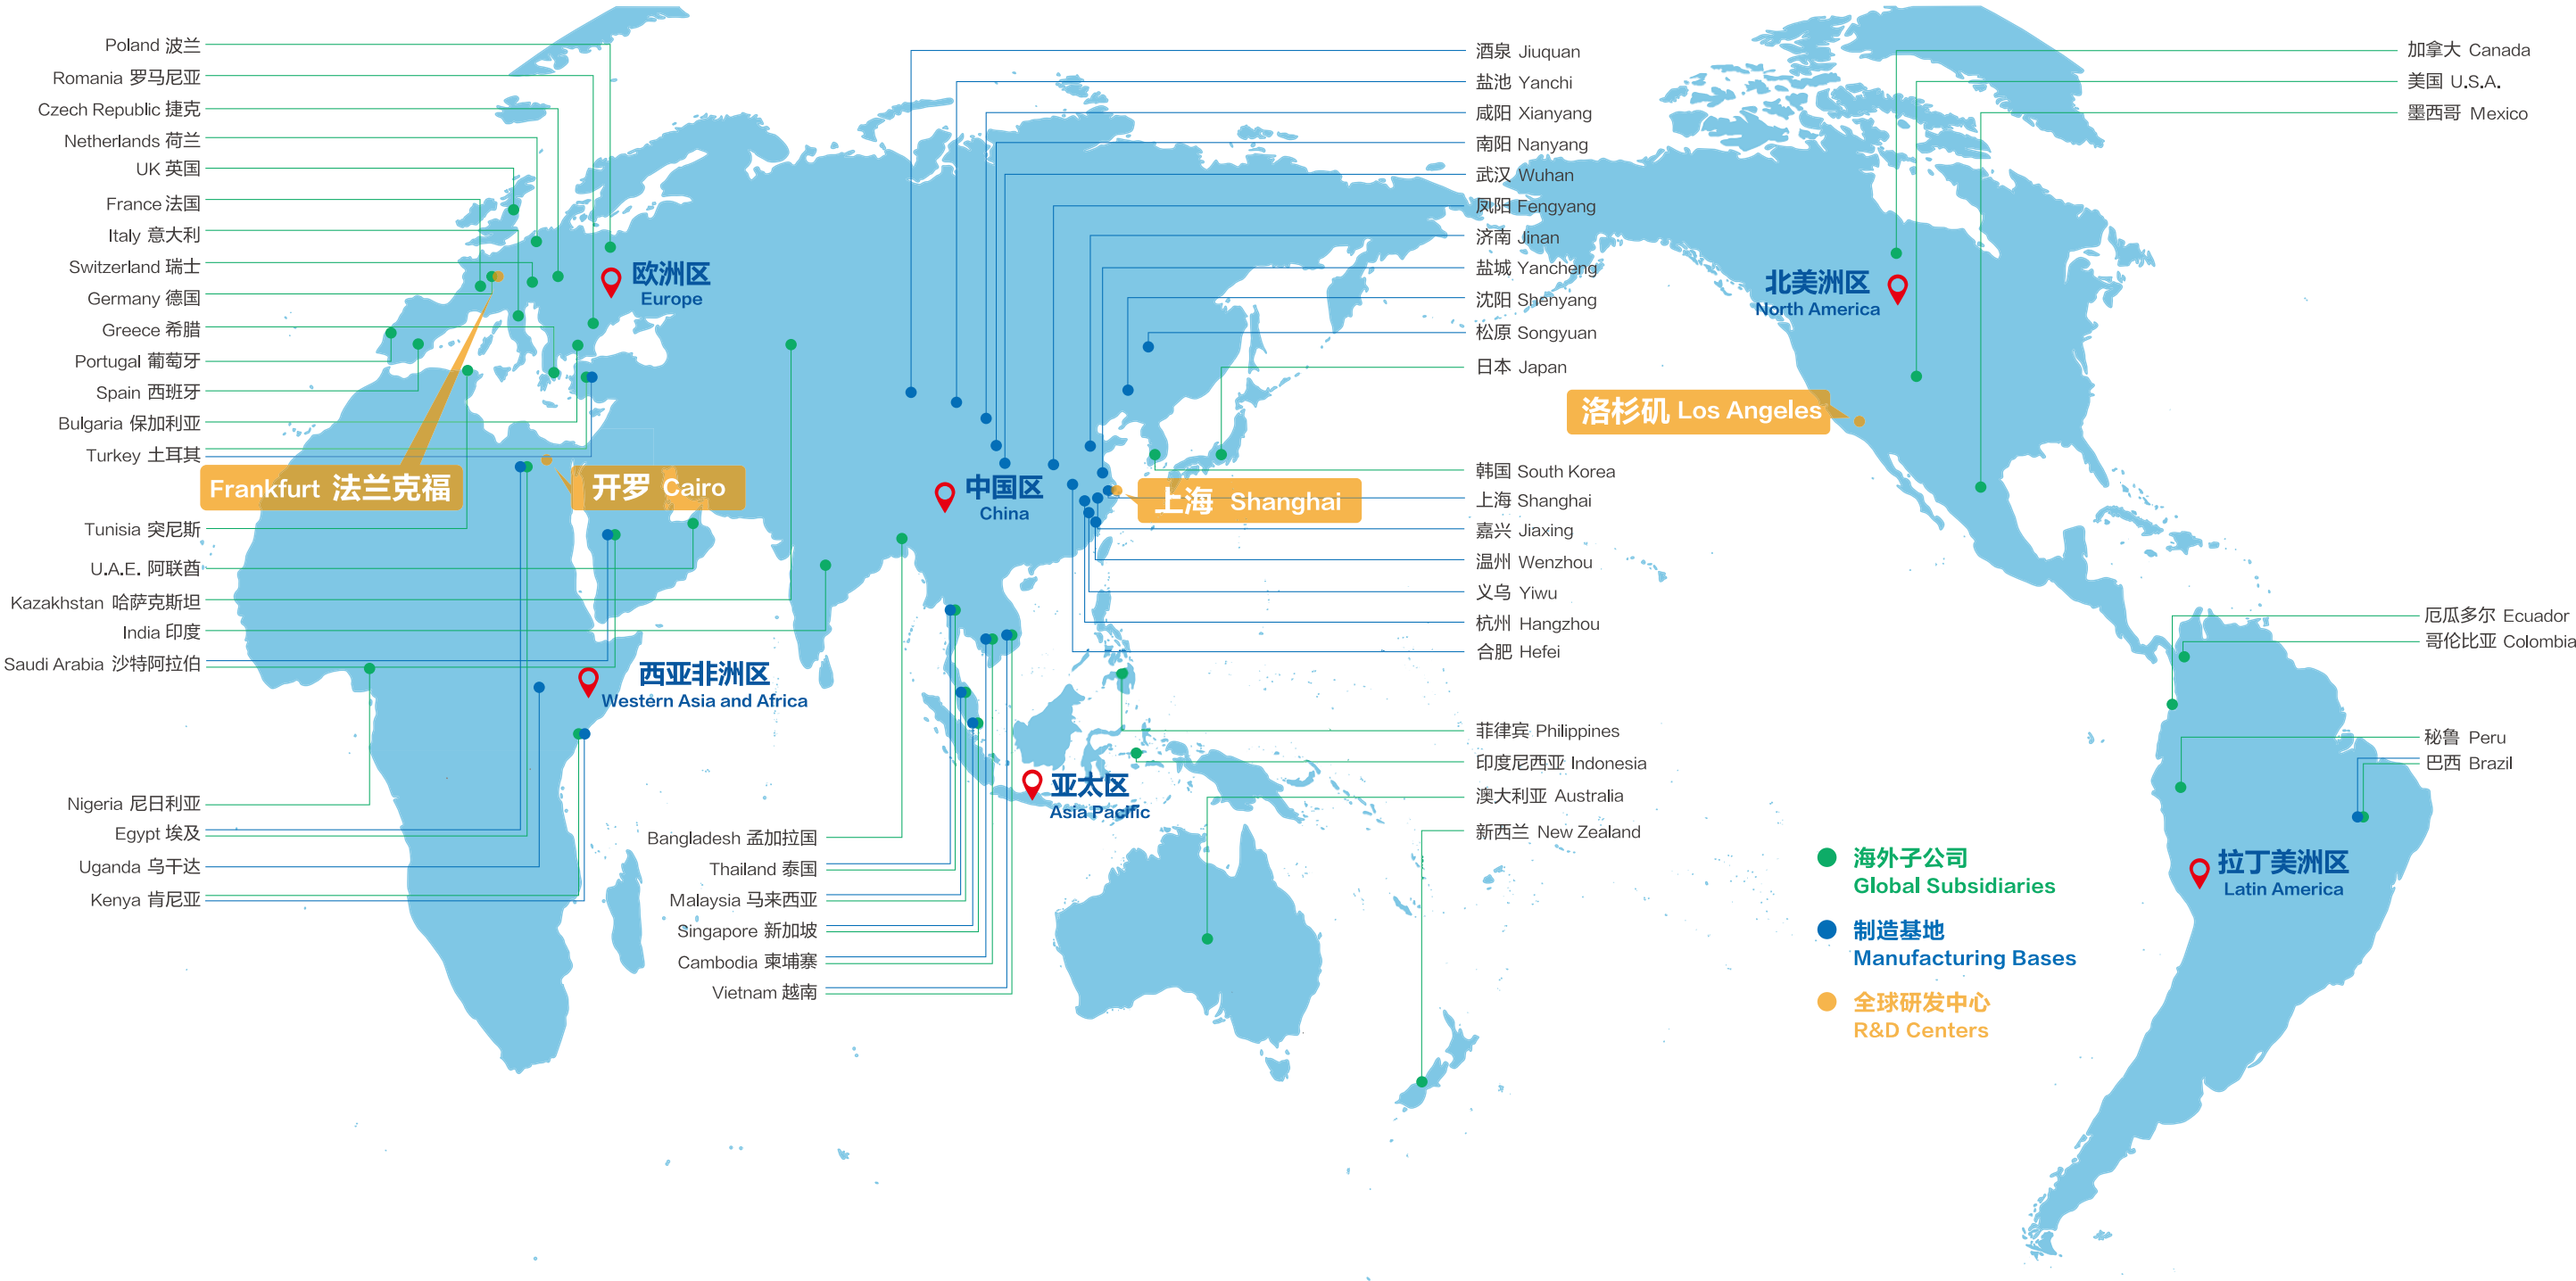 Poland 波兰
Romania 罗马尼亚
Czech Republic 捷克
Netherlands 荷兰
UK 英国
France 法国
Italy 意大利
Switzerland 瑞士
Germany 德国
Greece 希腊
Portugal 葡萄牙
Spain 西班牙
Bulgaria 保加利亚
Turkey 土耳其
Frankfurt 法兰克福
开罗 Cairo
Tunisia 突尼斯
U.A.E. 阿联酋
Kazakhstan 哈萨克斯坦
India 印度
Saudi Arabia 沙特阿拉伯
Nigeria 尼日利亚
Egypt 埃及
Uganda 乌干达
Kenya 肯尼亚
欧洲区
Europe
西亚非洲区
Western Asia and Africa
中国区
China
亚太区
Asia Pacific
Bangladesh 孟加拉国
Thailand 泰国
Malaysia 马来西亚
Singapore 新加坡
Cambodia 柬埔寨
Vietnam 越南
酒泉 Jiuquan
盐池 Yanchi
咸阳 Xianyang
南阳 Nanyang
武汉 Wuhan
凤阳 Fengyang
济南 Jinan
盐城 Yancheng
沈阳 Shenyang
松原 Songyuan
日本 Japan
韩国 South Korea
上海 Shanghai
上海 Shanghai
嘉兴 Jiaxing
温州 Wenzhou
义乌 Yiwu
杭州 Hangzhou
合肥 Hefei
菲律宾 Philippines
印度尼西亚 Indonesia
澳大利亚 Australia
新西兰 New Zealand
加拿大 Canada
美国 U.S.A.
墨西哥 Mexico
北美洲区
North America
洛杉矶 Los Angeles
厄瓜多尔 Ecuador
哥伦比亚 Colombia
秘鲁 Peru
巴西 Brazil
拉丁美洲区
Latin America
海外子公司
Global Subsidiaries
制造基地
Manufacturing Bases
全球研发中心
R&D Centers